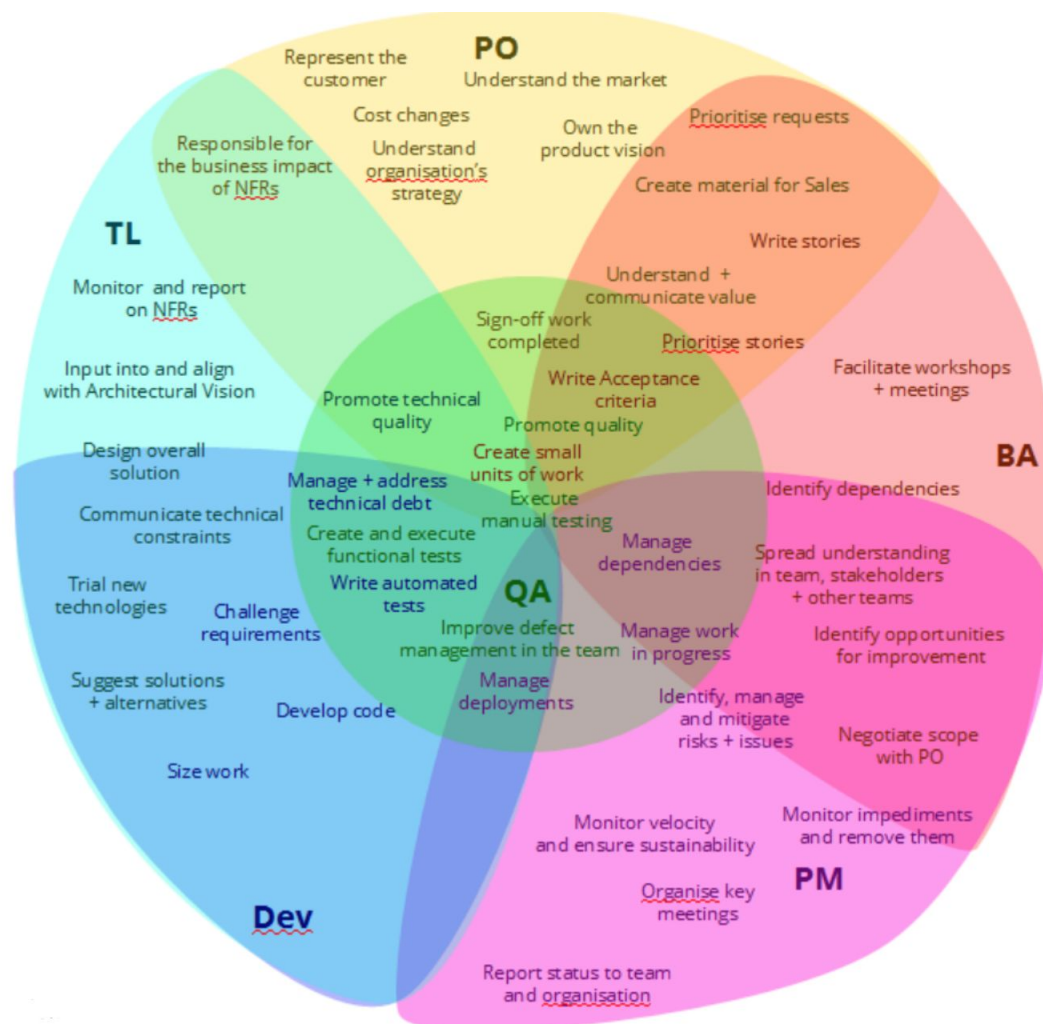 PO
Represent the
customer
Understand the market
Cost changes
Own the
product vision
Prioritise requests
Responsible for
the business impact
of NFRs
Understand
organisation's
strategy
Create material for Sales
TL
Write stories
Monitor and report
on NFRs
Understand +
communicate value
Sign-off work
completed
Prioritise stories
Input into and align
with Architectural Vision
Facilitate workshops
+ meetings
Promote technical
quality
Write Acceptance
criteria
Promote quality
Design overall
solution
Create small
units of work
BA
Manage + address
technical debt
Execute
manual testing
Identify dependencies
Communicate technical
constraints
Create and execute
functional tests
Manage
dependencies
Spread understanding
in team, stakeholders
+ other teams
Trial new
technologies
Write automated
tests
QA
Challenge
requirements
Improve defect
management in the team
Manage work
in progress
Identify opportunities
for improvement
Suggest solutions
+ alternatives
Manage
deployments
Develop code
Identify, manage
and mitigate
risks + issues
Negotiate scope
with PO
Size work
Monitor velocity
and ensure sustainability
Monitor impediments
and remove them
PM
Dev
Organise key
meetings
Report status to team
and organisation